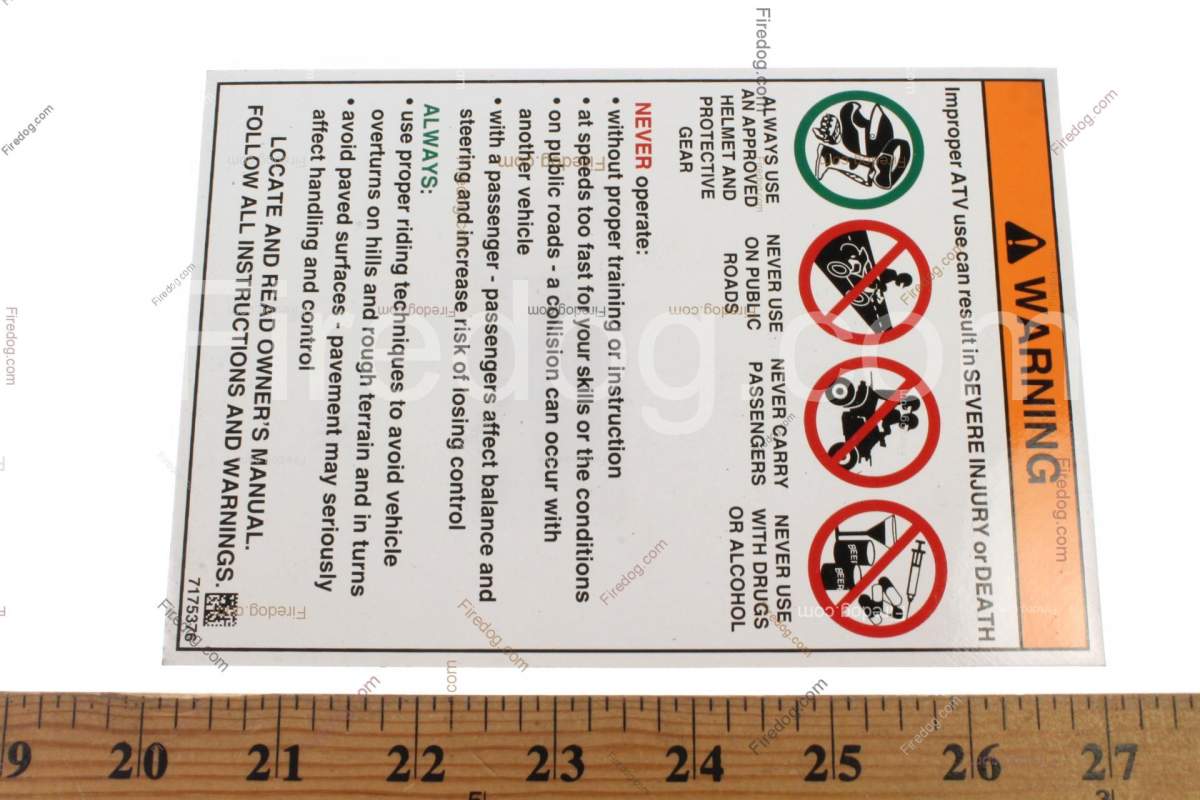 WARNING
Improper ATV use can result in SEVERE INJURY or DEATH
BEER
BEER
ALWAYS USE
AN APPROVED
HELMET AND
PROTECTIVE
GEAR
NEVER USE
ON PUBLIC
ROADS
NEVER CARRY
PASSENGERS
NEVER USE
WITH DRUGS
OR ALCOHOL
NEVER operate:
• without proper training or instruction
• at speeds too fast for your skills or the conditions
• on public roads - a collision can occur with
another vehicle
• with a passenger - passengers affect balance and
steering and increase risk of losing control
ALWAYS:
• use proper riding techniques to avoid vehicle
overturns on hills and rough terrain and in turns
• avoid paved surfaces - pavement may seriously
affect handling and control
LOCATE AND READ OWNER'S MANUAL.
FOLLOW ALL INSTRUCTIONS AND WARNINGS.
7175376
Firedog.com
9 20 21 22 23 24 25 26 27